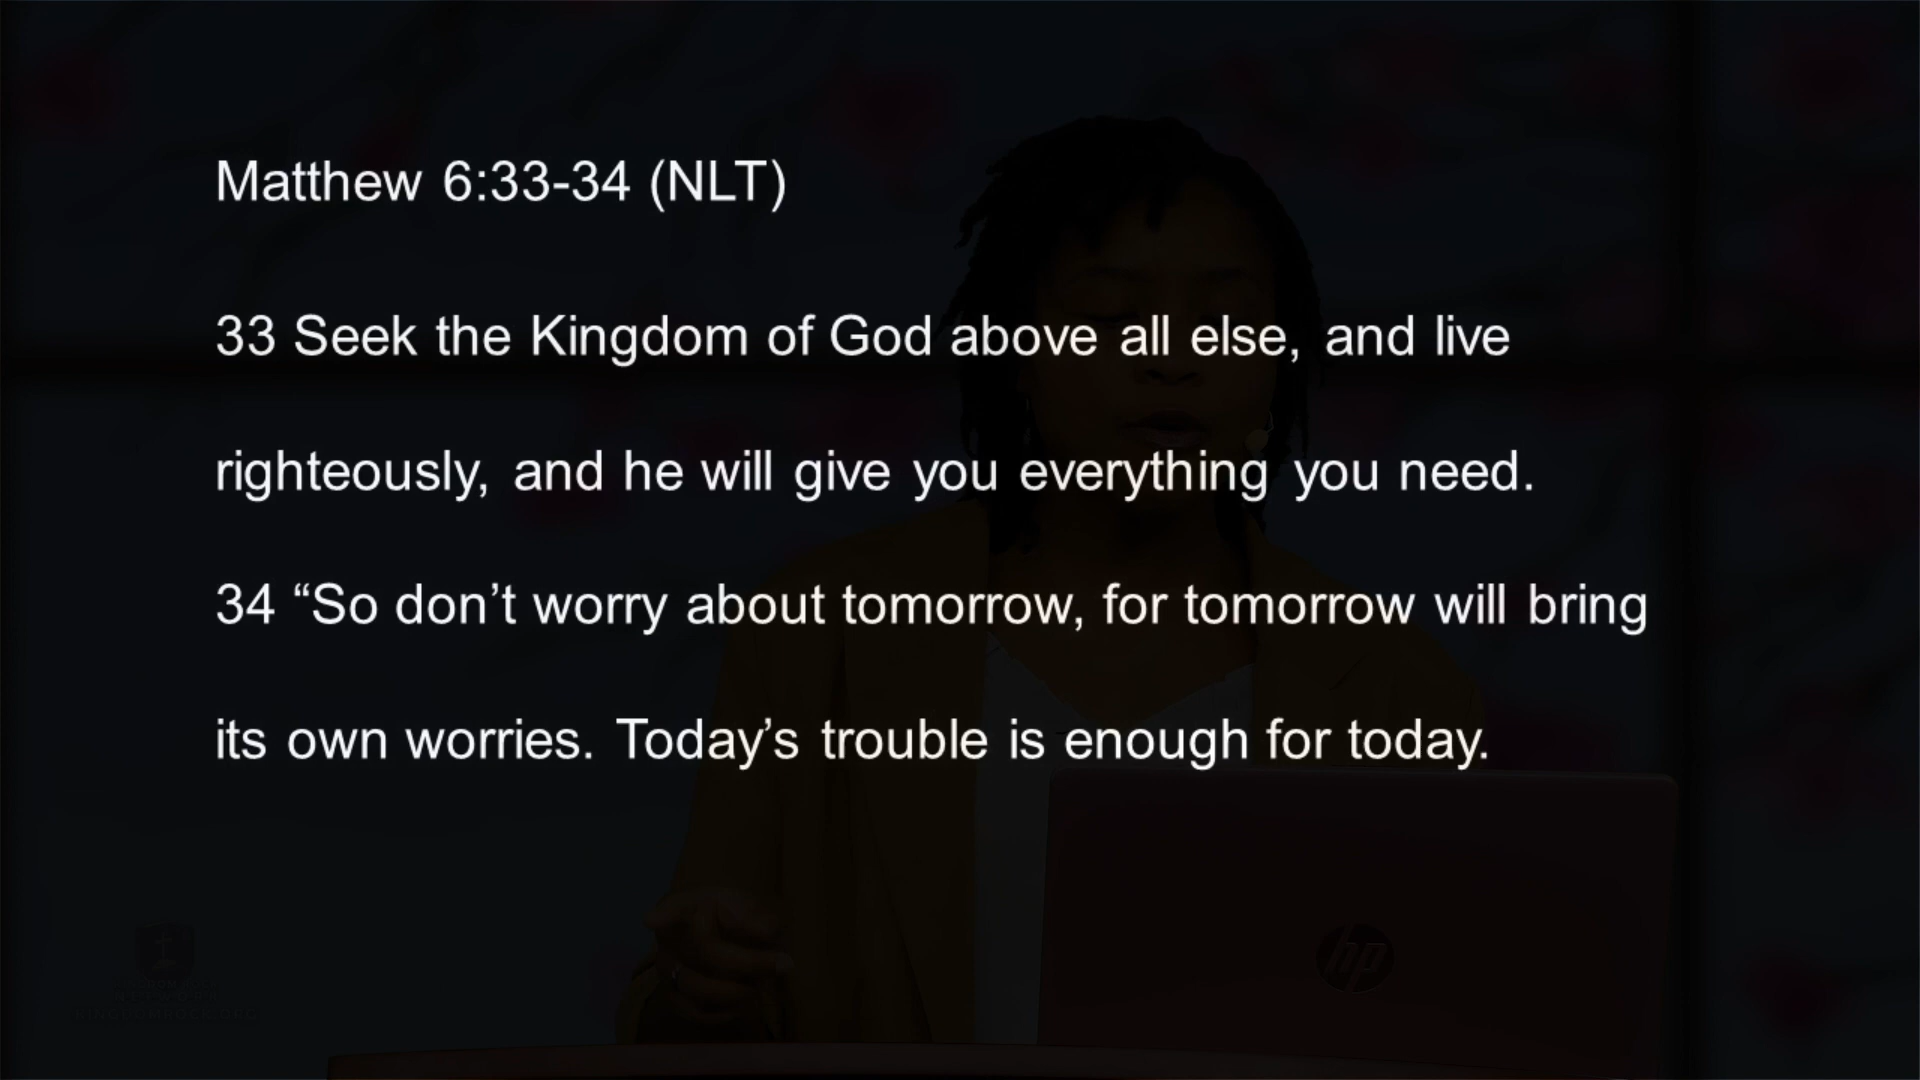 Matthew 6:33-34 (NLT)
33 Seek the Kingdom of God above all else, and live
righteously, and he will give you everything you need.
34 “So don’t worry about tomorrow, for tomorrow will bring
its own worries. Today’s trouble is enough for today.
hp